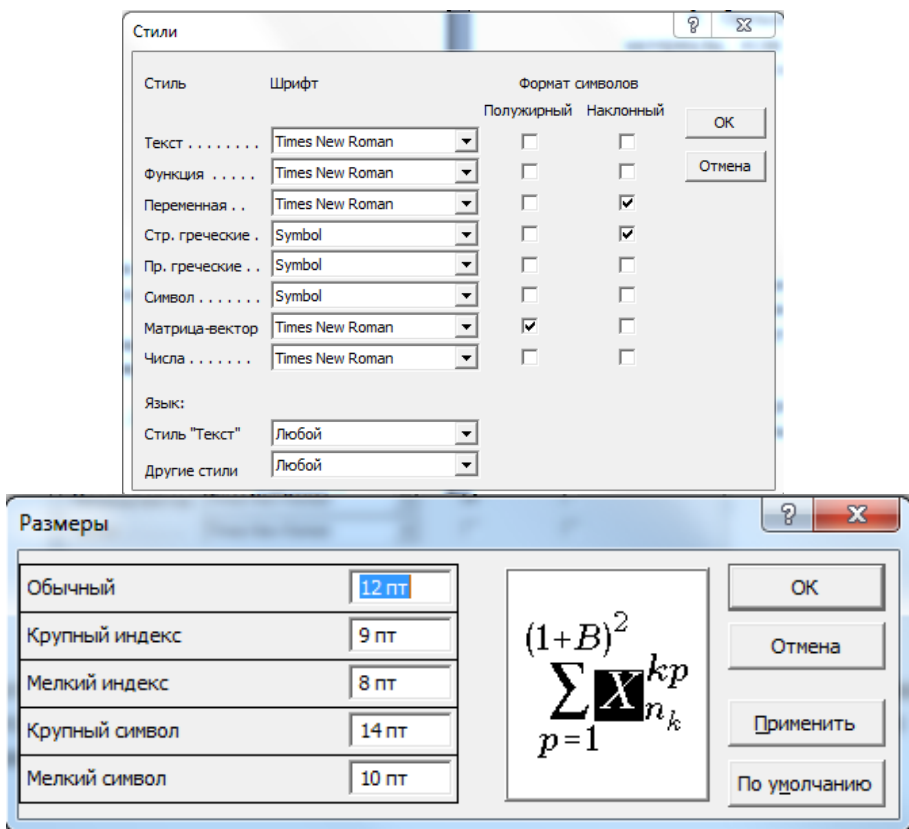 Стили
Стиль Шрифт Формат символов
Полужирный Наклонный
ОК
Текст . . . . . . . . Times New Roman
Отмена
Функция . . . . . Times New Roman
Переменная . . Times New Roman
Стр. греческие . Symbol
Пр. греческие . . Symbol
Символ . . . . . . . Symbol
Матрица-вектор Times New Roman
Числа . . . . . . . Times New Roman
Язык:
Стиль "Текст" Любой
Другие стили Любой
Размеры
Обычный 12 пт
Крупный индекс 9 пт
Мелкий индекс 8 пт
Крупный символ 14 пт
Мелкий символ 10 пт
(1+B)²
∑ X kp n k
p=1
ОК
Отмена
Применить
По умолчанию